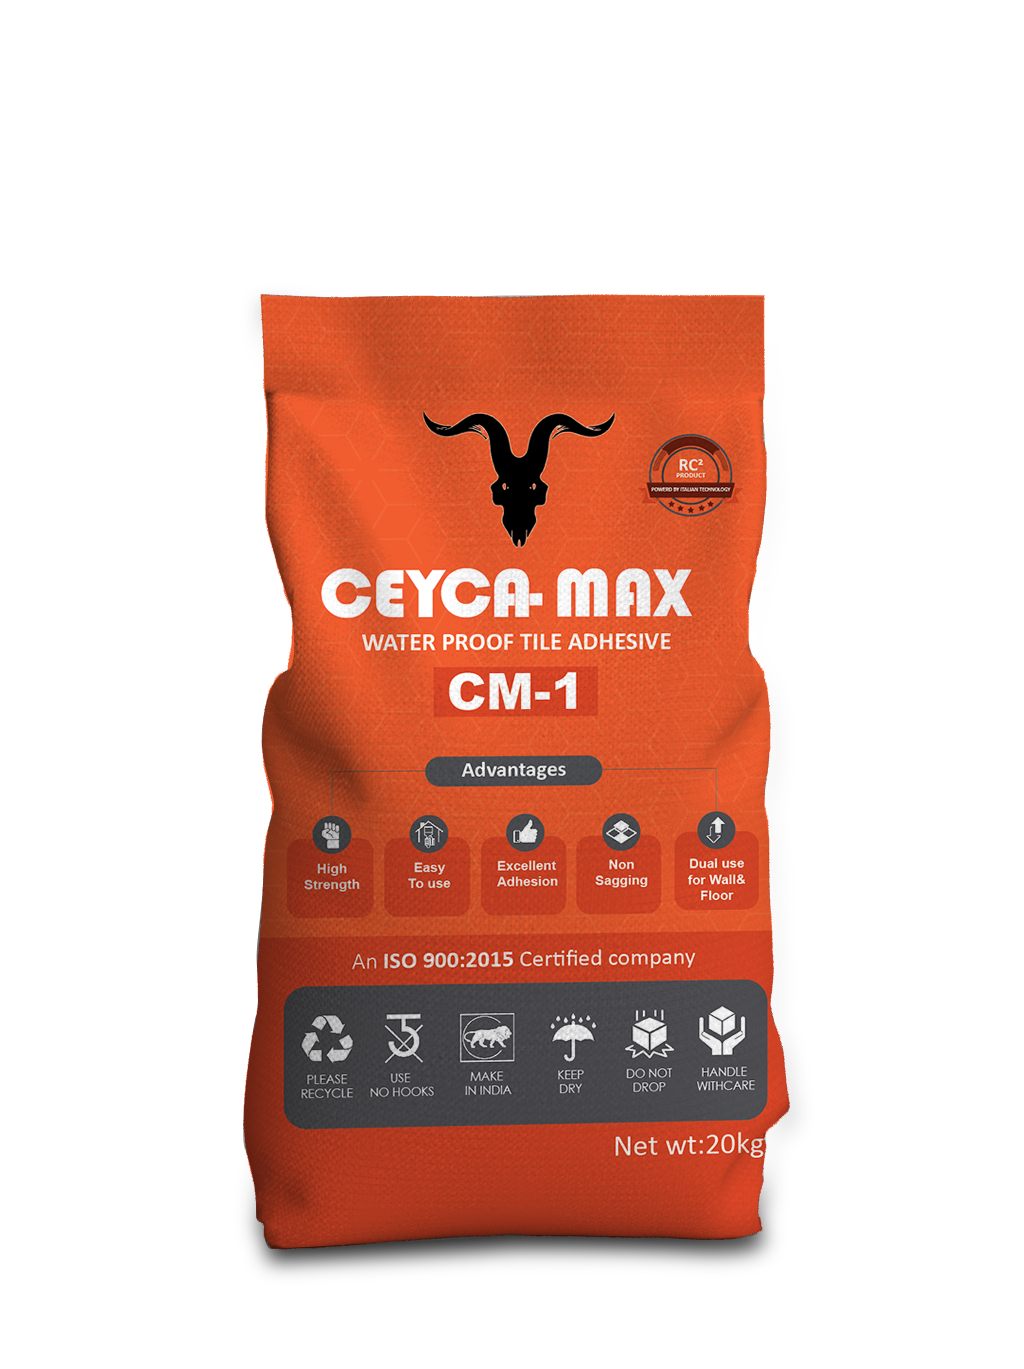 RC²
PRODUCT
POWERD BY ITALIAN TECHNOLOGY
CEYCA-MAX
WATER PROOF TILE ADHESIVE
CM-1
Advantages
High
Strength
Easy
To use
Excellent
Adhesion
Non
Sagging
Dual use
for Wall&
Floor
An ISO 900:2015 Certified company
PLEASE
RECYCLE
USE
NO HOOKS
MAKE
IN INDIA
KEEP
DRY
DO NOT
DROP
HANDLE
WITHCARE
Net wt:20kg